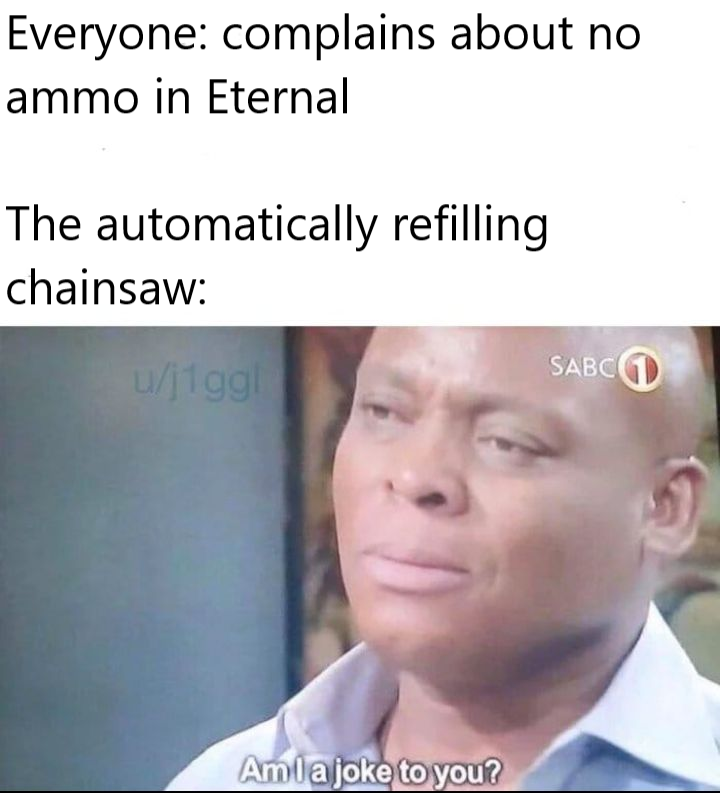 Everyone: complains about no
ammo in Eternal
The automatically refilling
chainsaw:
u/j1ggl
SABC 1
Am I a joke to you?